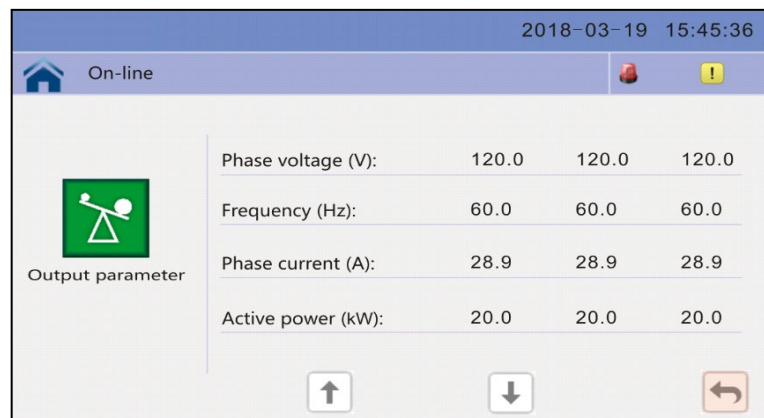 2018-03-19 15:45:36
On-line
!
Phase voltage (V): 120.0 120.0 120.0
Frequency (Hz): 60.0 60.0 60.0
Output parameter
Phase current (A): 28.9 28.9 28.9
Active power (kW): 20.0 20.0 20.0